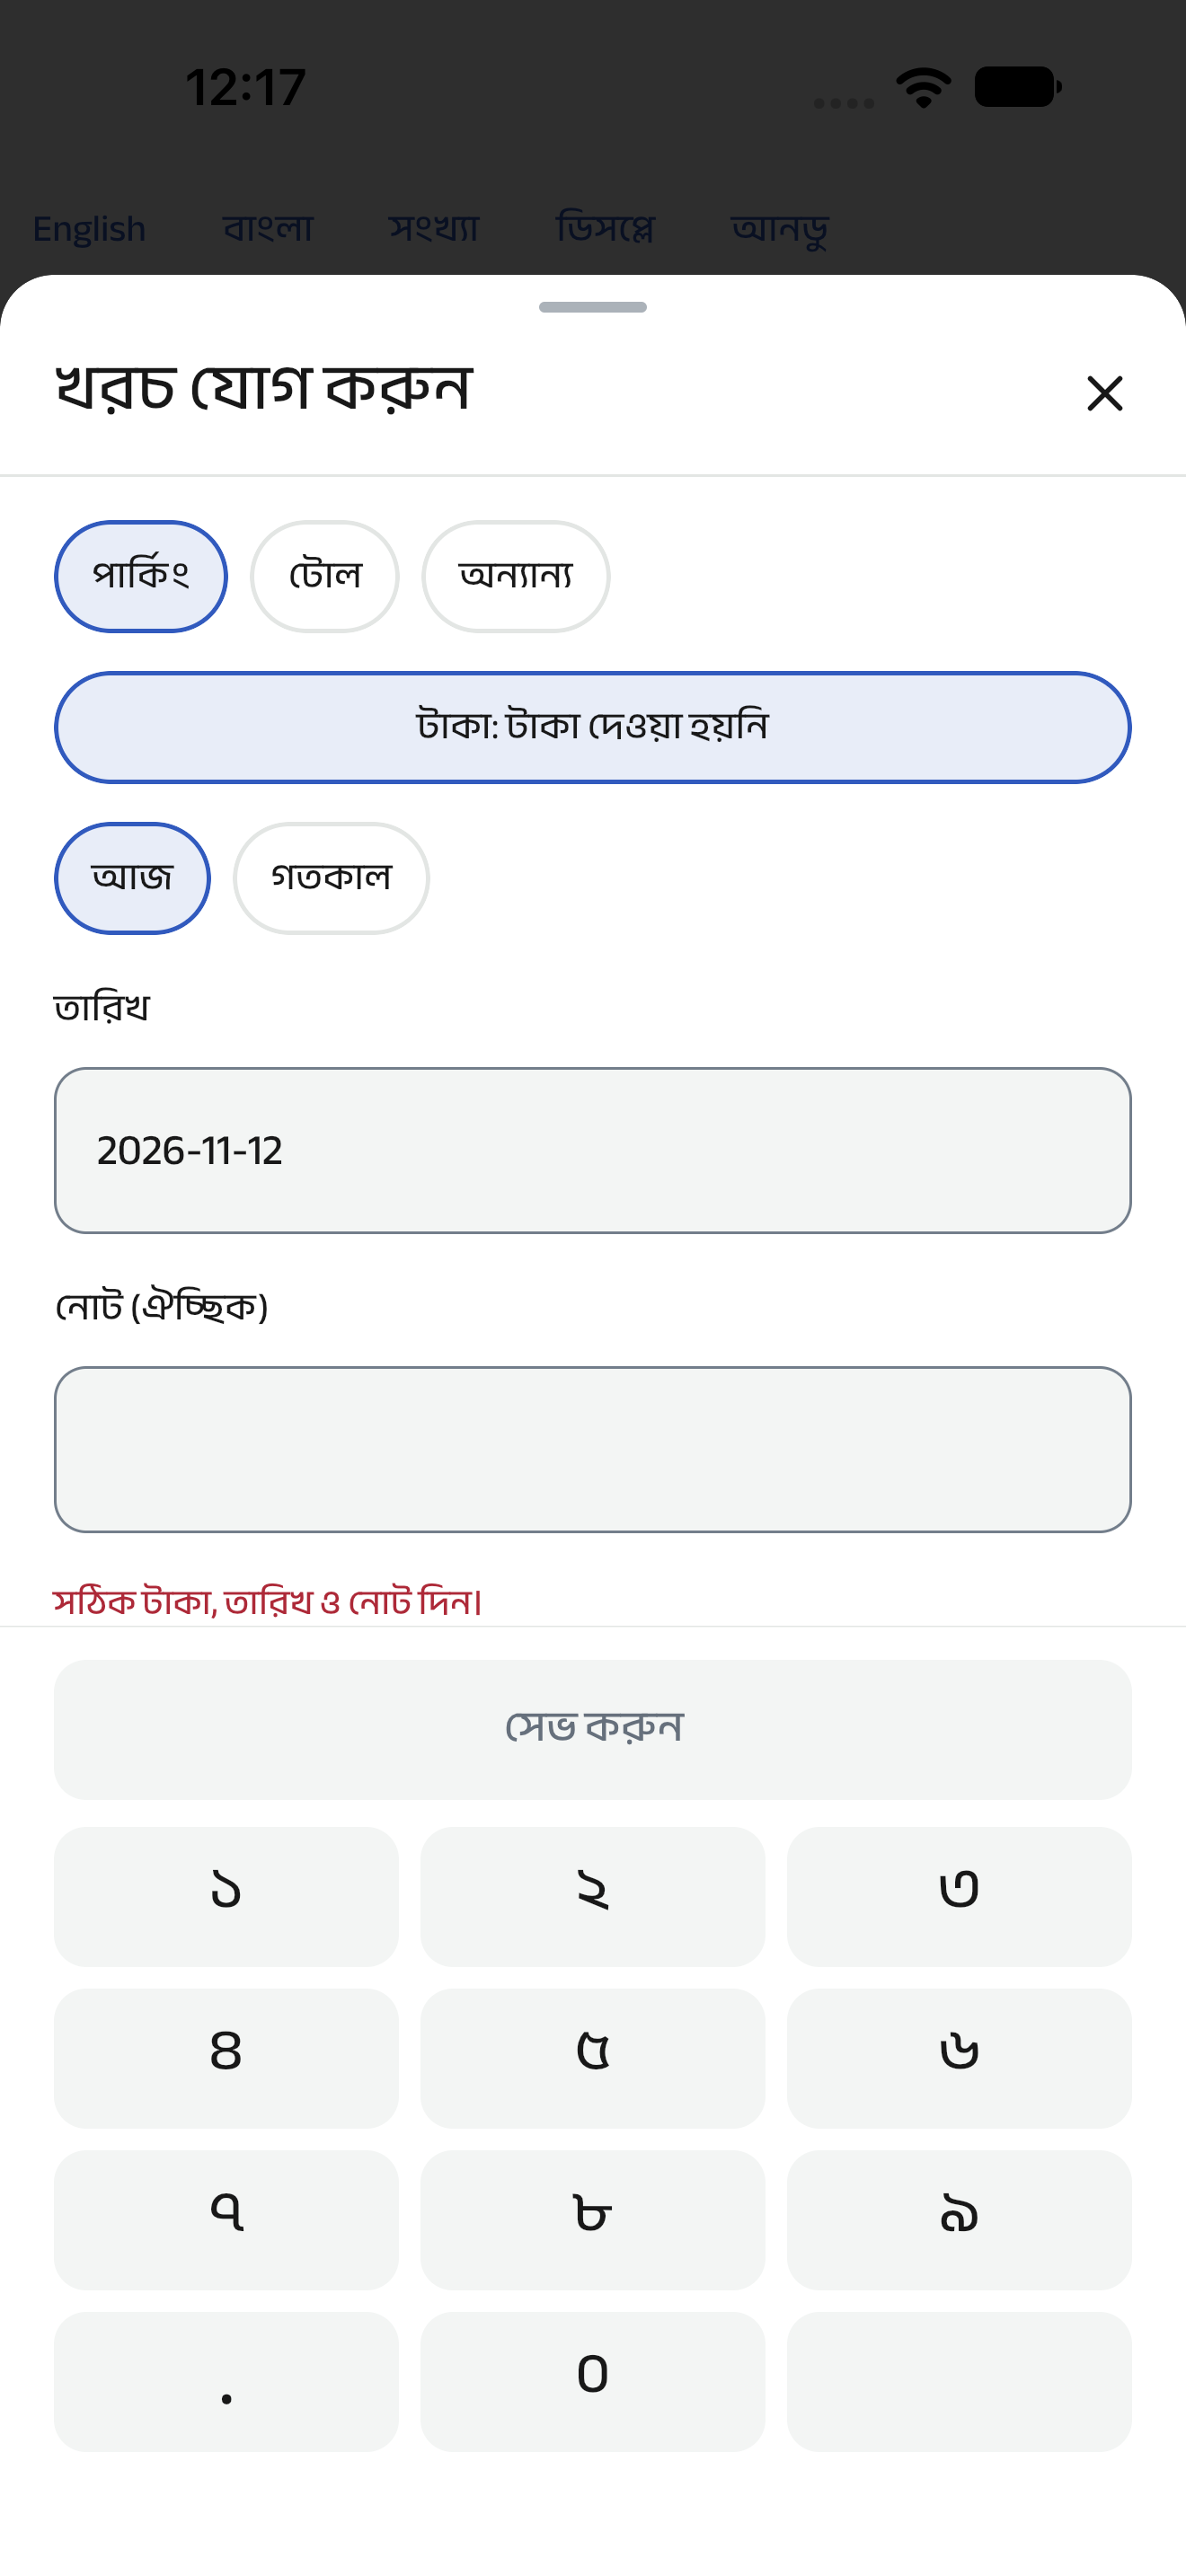 12:17
English বাংলা সংখ্যা ডিসপ্লে আনডু
খরচ যোগ করুন
পার্কিং টোল অন্যান্য
টাকা: টাকা দেওয়া হয়নি
আজ গতকাল
তারিখ
2026-11-12
নোট (ঐচ্ছিক)
সঠিক টাকা, তারিখ ও নোট দিন।
সেভ করুন
১ ২ ৩
৪ ৫ ৬
৭ ৮ ৯
. ০